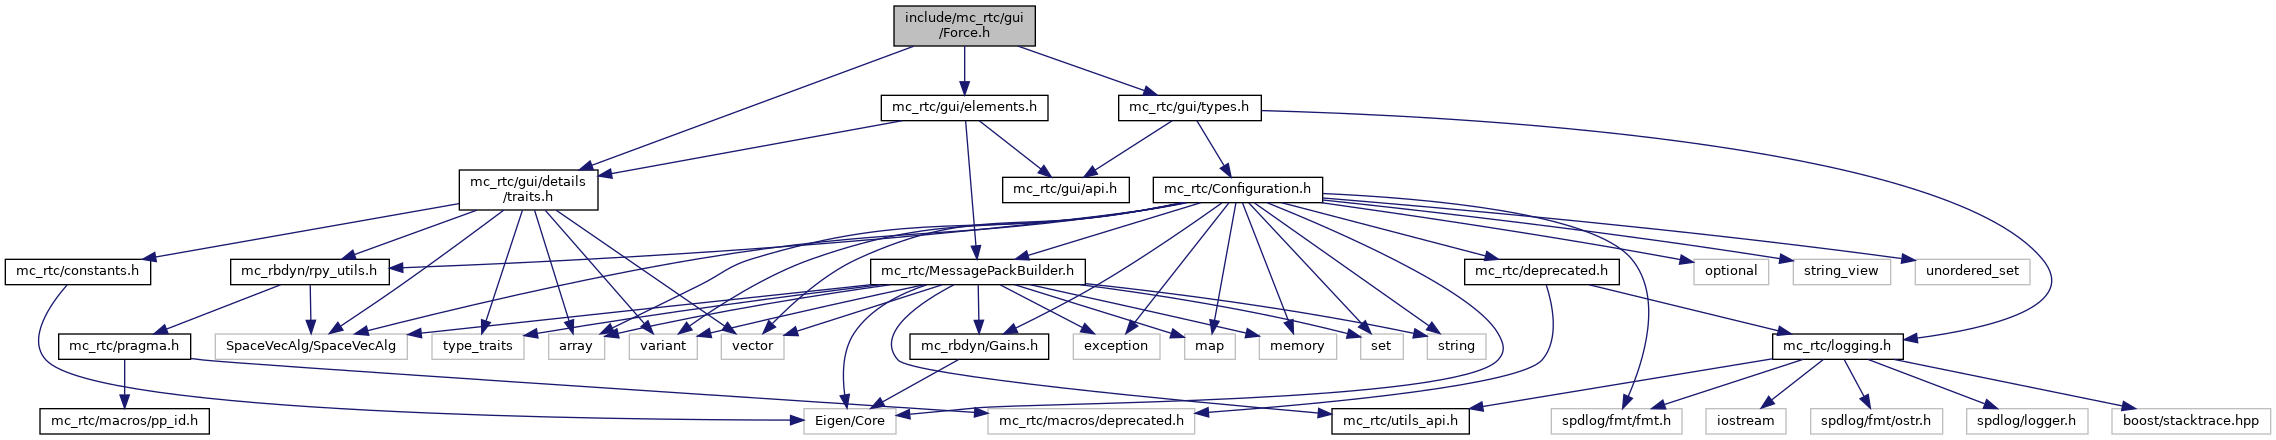 include/mc_rtc/gui
/Force.h
mc_rtc/gui/elements.h
mc_rtc/gui/types.h
mc_rtc/gui/details
/traits.h
mc_rtc/gui/api.h
mc_rtc/Configuration.h
mc_rtc/constants.h
mc_rbdyn/rpy_utils.h
mc_rtc/MessagePackBuilder.h
mc_rtc/deprecated.h
optional
string_view
unordered_set
mc_rtc/pragma.h
SpaceVecAlg/SpaceVecAlg
type_traits
array
variant
vector
mc_rbdyn/Gains.h
exception
map
memory
set
string
mc_rtc/logging.h
mc_rtc/macros/pp_id.h
Eigen/Core
mc_rtc/macros/deprecated.h
mc_rtc/utils_api.h
spdlog/fmt/fmt.h
iostream
spdlog/fmt/ostr.h
spdlog/logger.h
boost/stacktrace.hpp